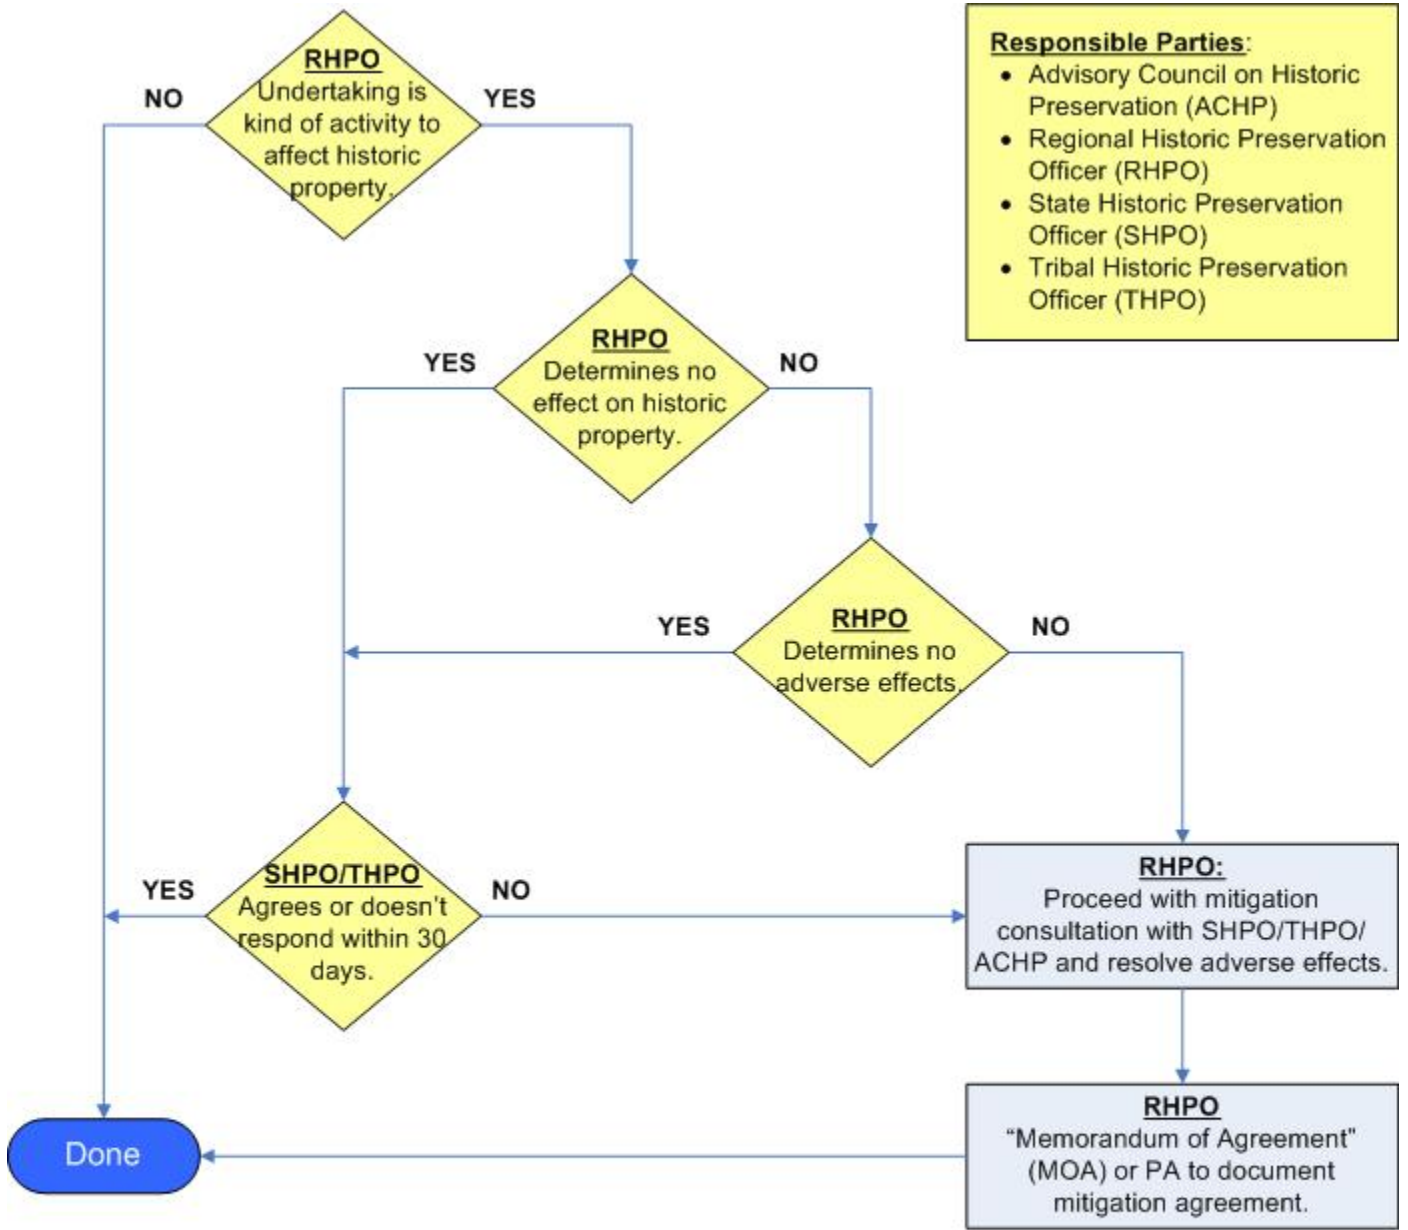 RHPO
Undertaking is
kind of activity to
affect historic
property.
NO
YES
Responsible Parties:
• Advisory Council on Historic
Preservation (ACHP)
• Regional Historic Preservation
Officer (RHPO)
• State Historic Preservation
Officer (SHPO)
• Tribal Historic Preservation
Officer (THPO)
RHPO
Determines no
effect on historic
property.
YES
NO
RHPO
Determines no
adverse effects.
YES
NO
SHPO/THPO
Agrees or doesn't
respond within 30
days.
YES
NO
RHPO:
Proceed with mitigation
consultation with SHPO/THPO/
ACHP and resolve adverse effects.
RHPO
“Memorandum of Agreement”
(MOA) or PA to document
mitigation agreement.
Done